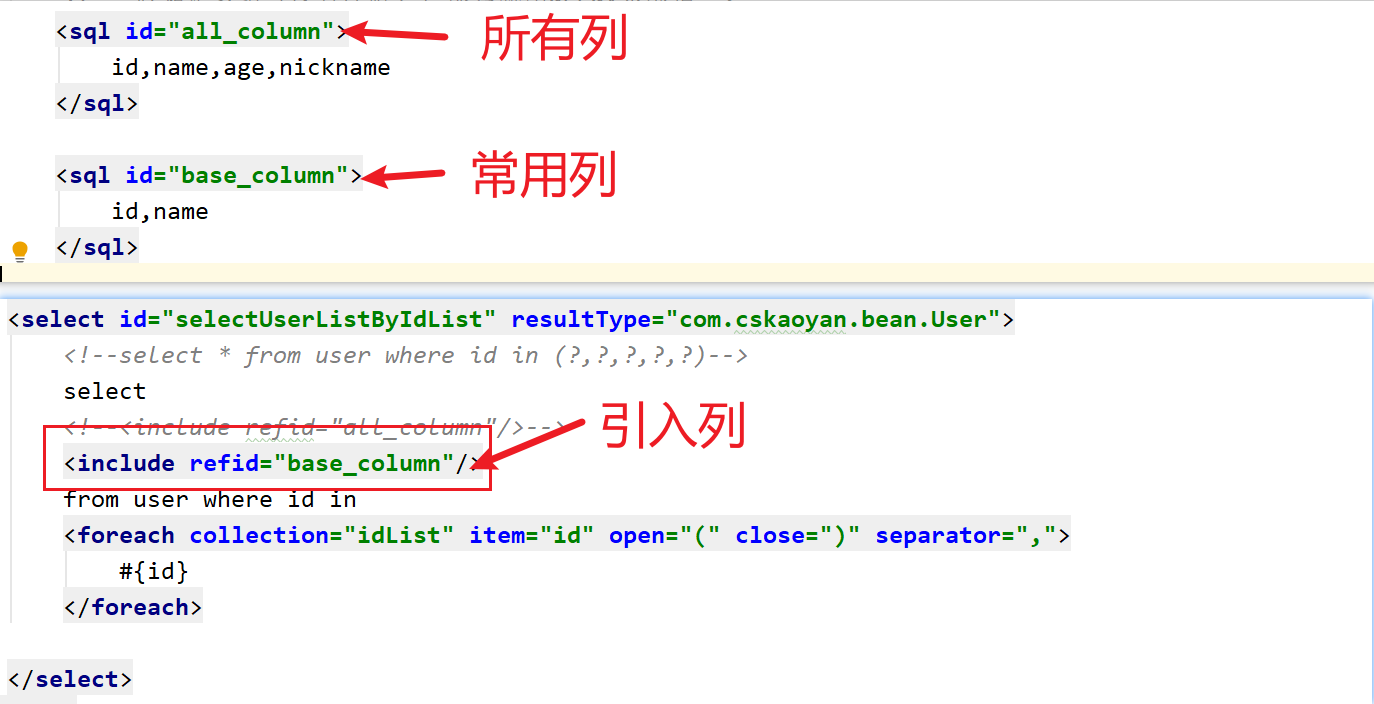 <sql id="all_column"> 所有列
id,name,age,nickname
</sql>
<sql id="base_column"> 常用列
id,name
</sql>
<select id="selectUserListByIdList" resultType="com.cskaoyan.bean.User">
<!--select * from user where id in (?,?,?,?,?)-->
select
<!--<include refid="all_column"/>-->
引入列
<include refid="base_column"/>
from user where id in
<foreach collection="idList" item="id" open="(" close=")" separator=",">
#{id}
</foreach>
</select>